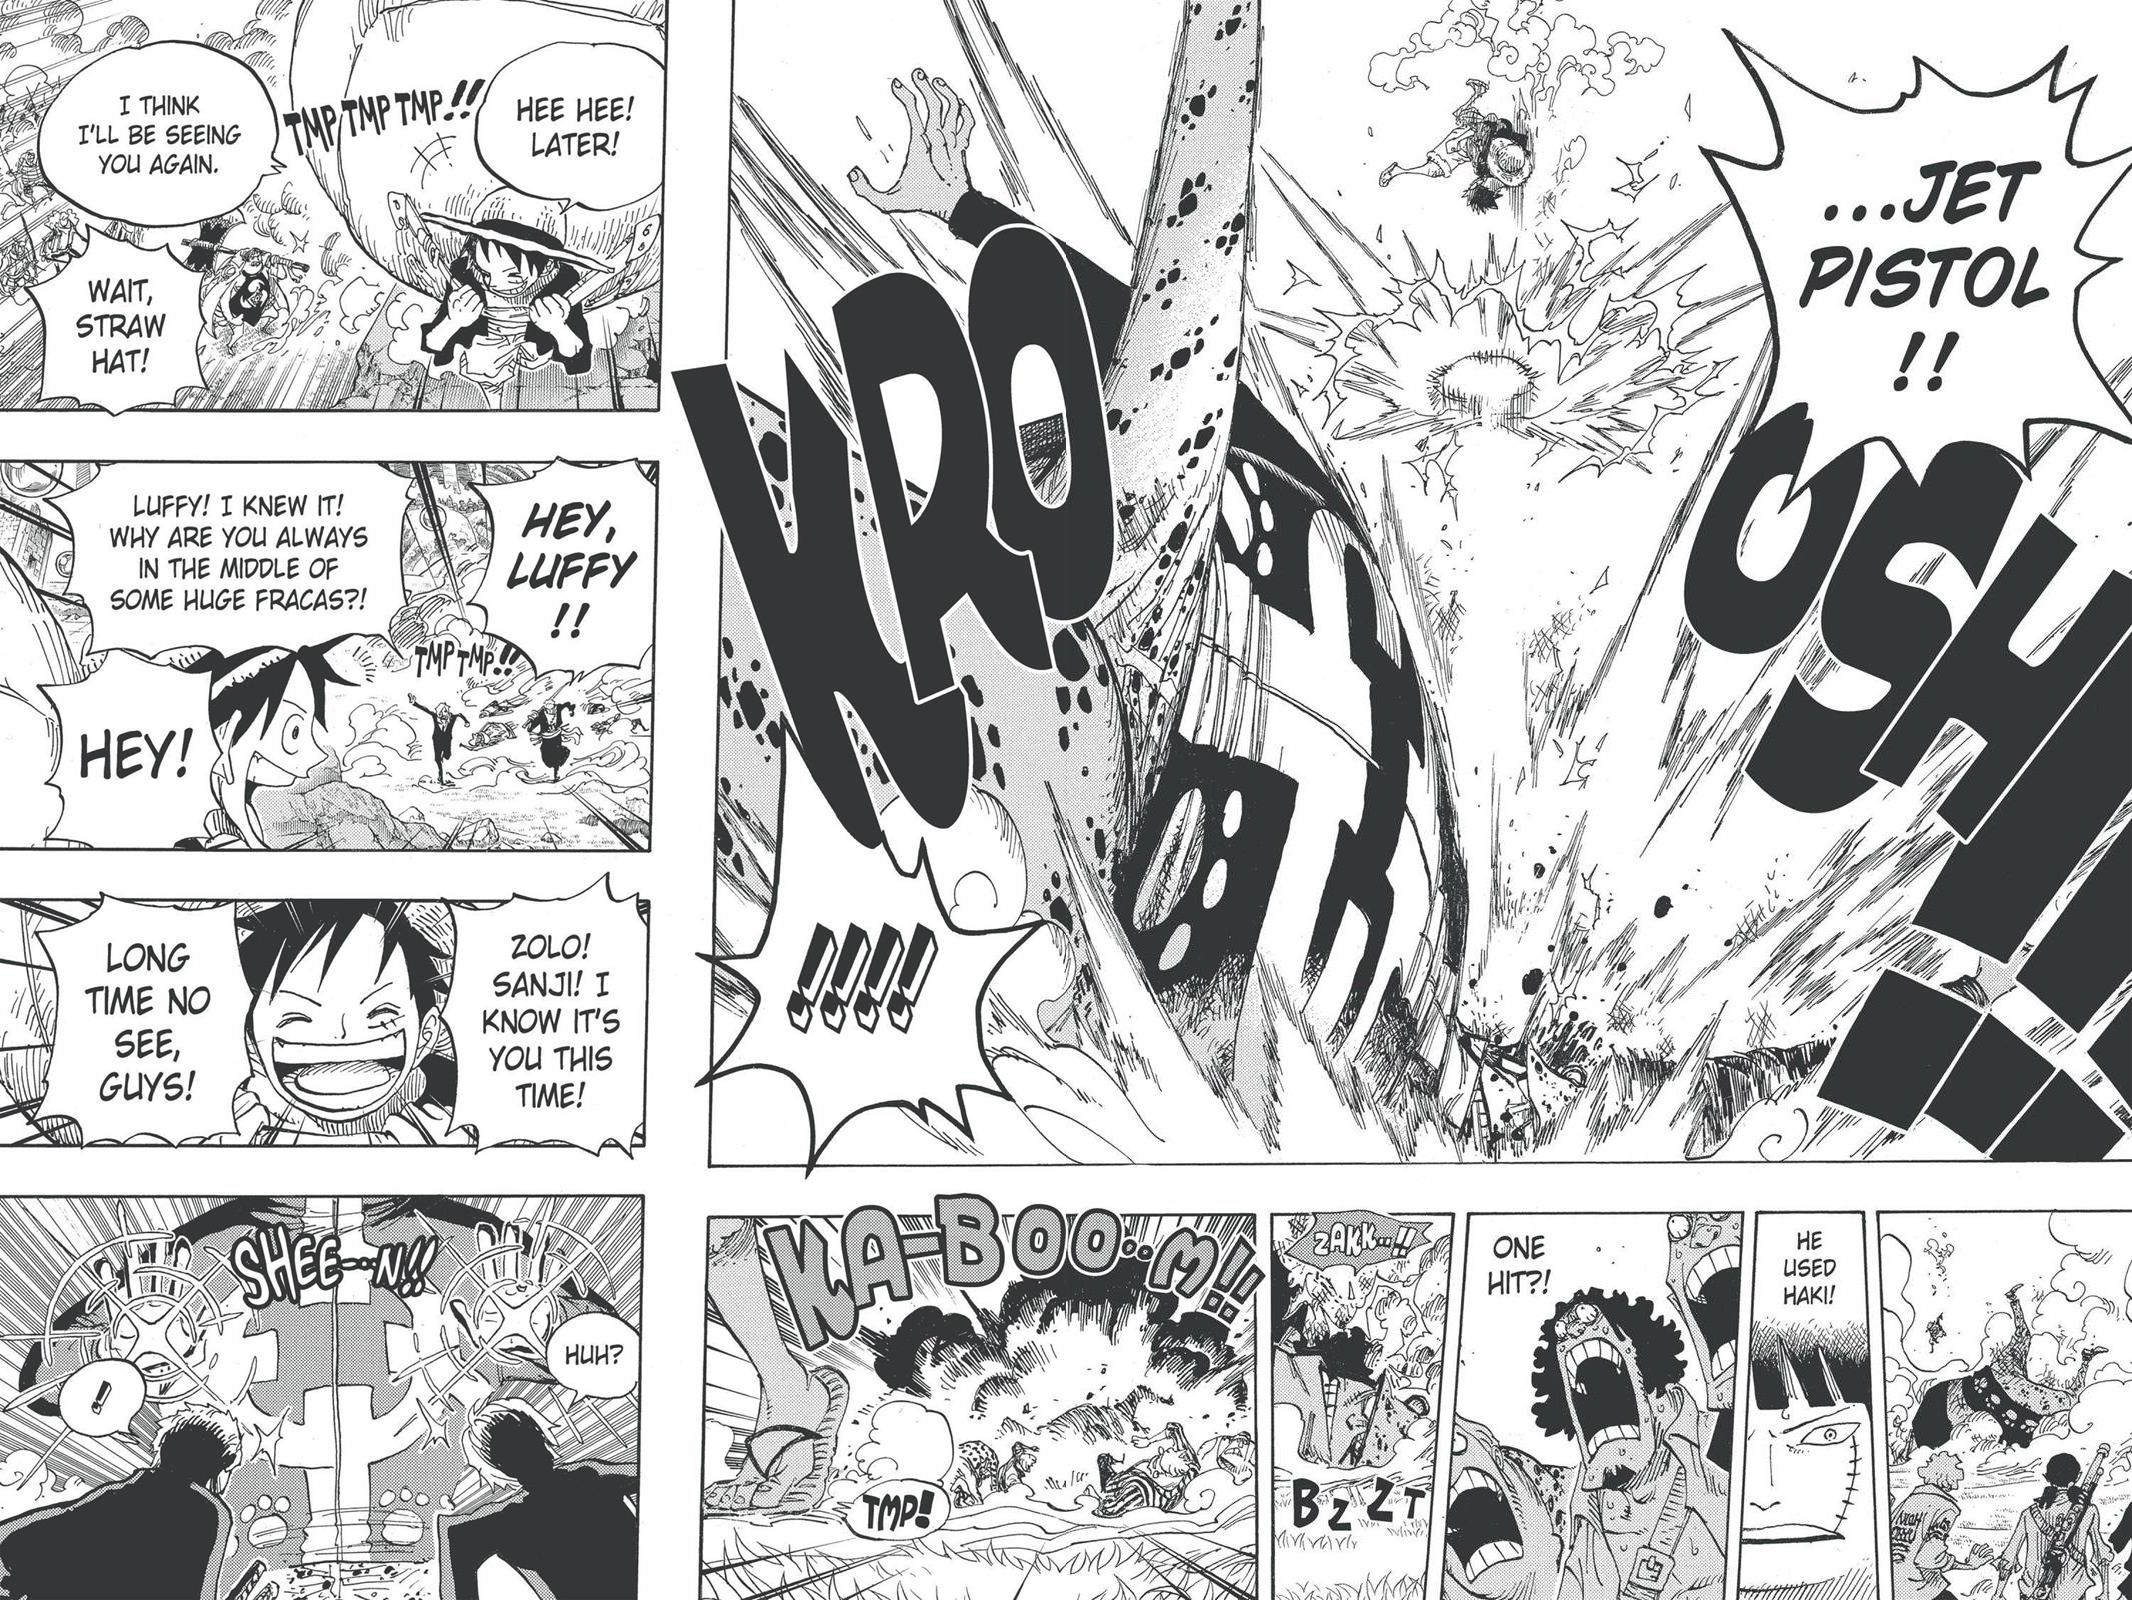 ...JET
PISTOL
!!
KROOOSH!!!
!!!!
HE
USED
HAKI!
ONE
HIT?!
ZAKK...!!
BZZT
KA-BOO..M!!
TMP!
HEE HEE!
LATER!
TMP TMP TMP!!
I THINK
I'LL BE SEEING
YOU AGAIN.
WAIT,
STRAW
HAT!
HEY,
LUFFY
!!
TMP TMP!!
LUFFY! I KNEW IT!
WHY ARE YOU ALWAYS
IN THE MIDDLE OF
SOME HUGE FRACAS?!
HEY!
ZOLO!
SANJI! I
KNOW IT'S
YOU THIS
TIME!
LONG
TIME NO
SEE,
GUYS!
SHEE...N!!
HUH?
!